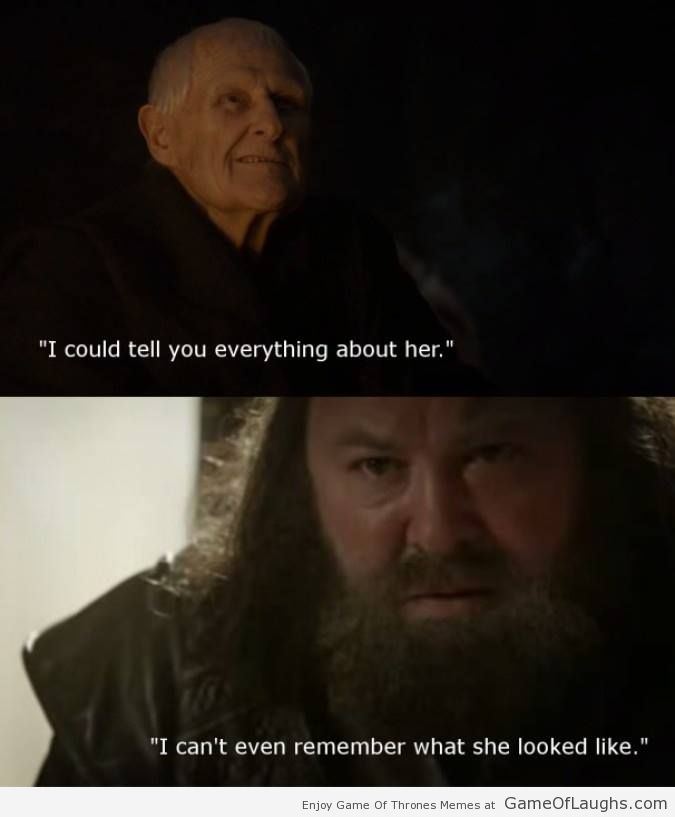 "I could tell you everything about her."
"I can't even remember what she looked like."
Enjoy Game Of Thrones Memes at GameOfLaughs.com